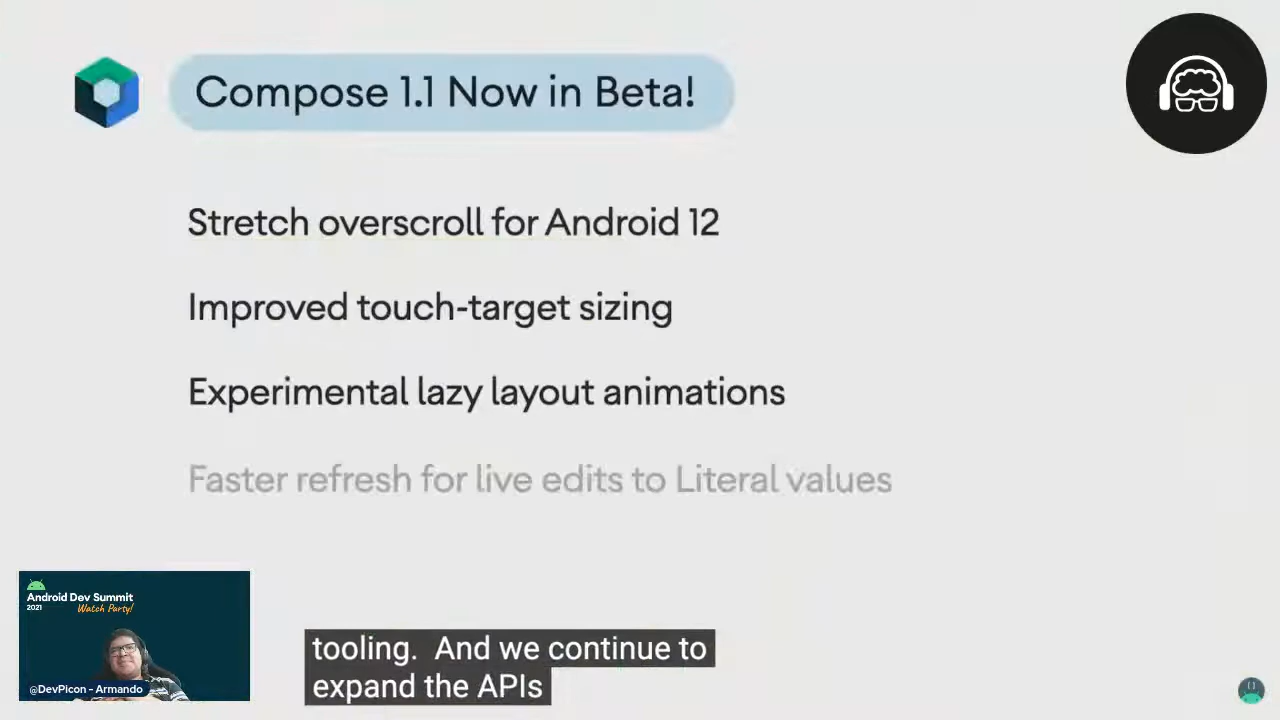 Compose 1.1 Now in Beta!
Stretch overscroll for Android 12
Improved touch-target sizing
Experimental lazy layout animations
Faster refresh for live edits to Literal values
Android Dev Summit
2021
Watch Party!
@DevPicon - Armando
tooling. And we continue to
expand the APIs